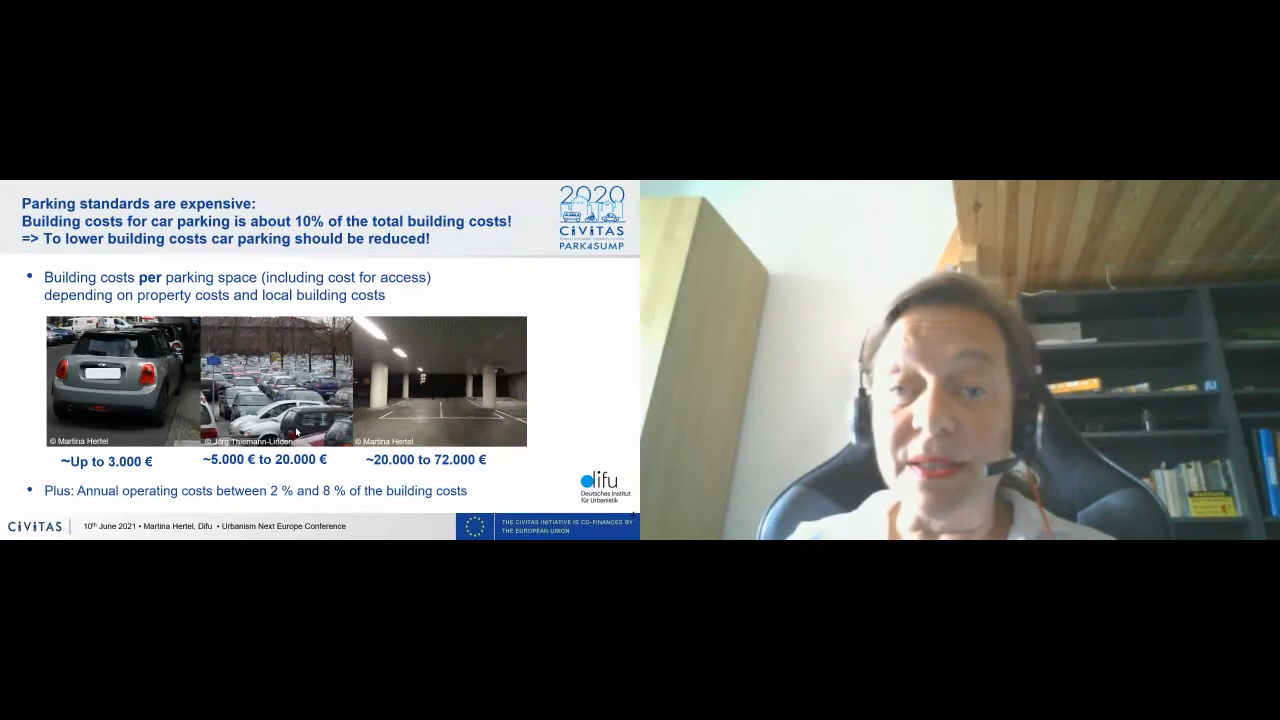 Parking standards are expensive:
Building costs for car parking is about 10% of the total building costs!
=> To lower building costs car parking should be reduced!
2020
CiViTAS
PARK4SUMP
• Building costs per parking space (including cost for access)
depending on property costs and local building costs
© Martina Hertel
© Jörg Thiemann-Linden
© Martina Hertel
~Up to 3.000 €
~5.000 € to 20.000 €
~20.000 to 72.000 €
• Plus: Annual operating costs between 2 % and 8 % of the building costs
difu
Deutsches Institut
für Urbanistik
CiViTAS
10th June 2021 • Martina Hertel, Difu • Urbanism Next Europe Conference
THE CIVITAS INITIATIVE IS CO-FINANCED BY
THE EUROPEAN UNION